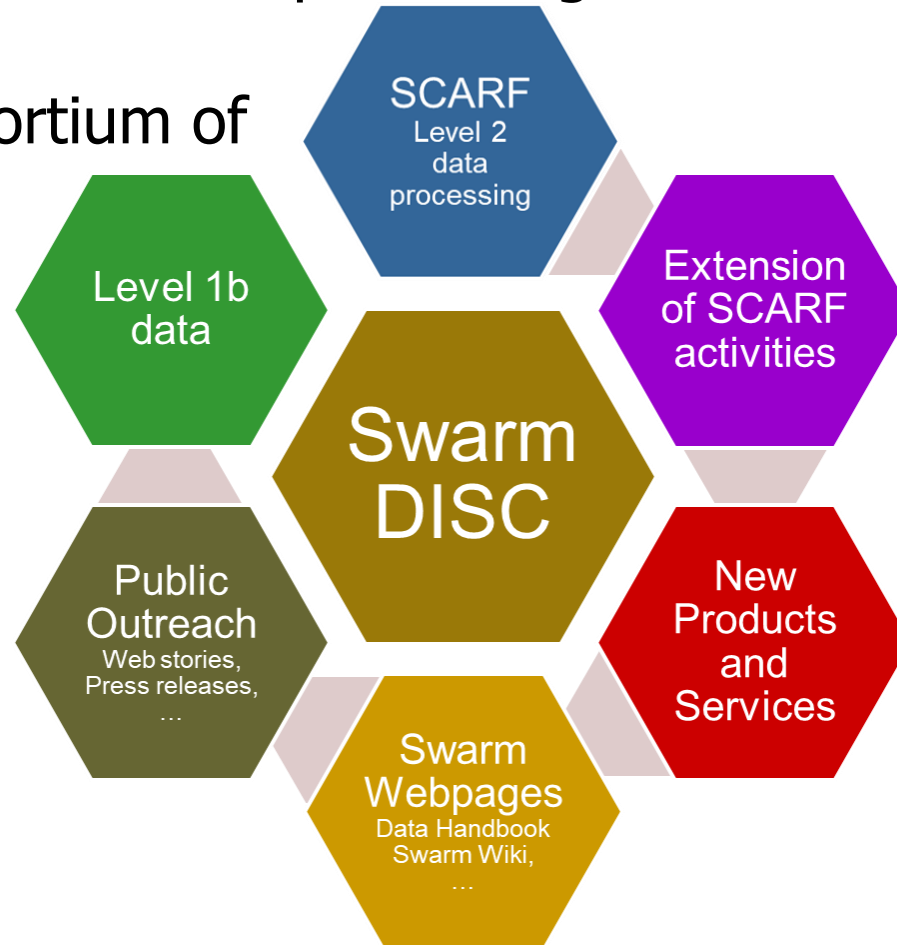 ortium of
SCARF
Level 2
data
processing
Level 1b
data
Extension
of SCARF
activities
Swarm
DISC
Public
Outreach
Web stories,
Press releases,
...
New
Products
and
Services
Swarm
Webpages
Data Handbook
Swarm Wiki,
...